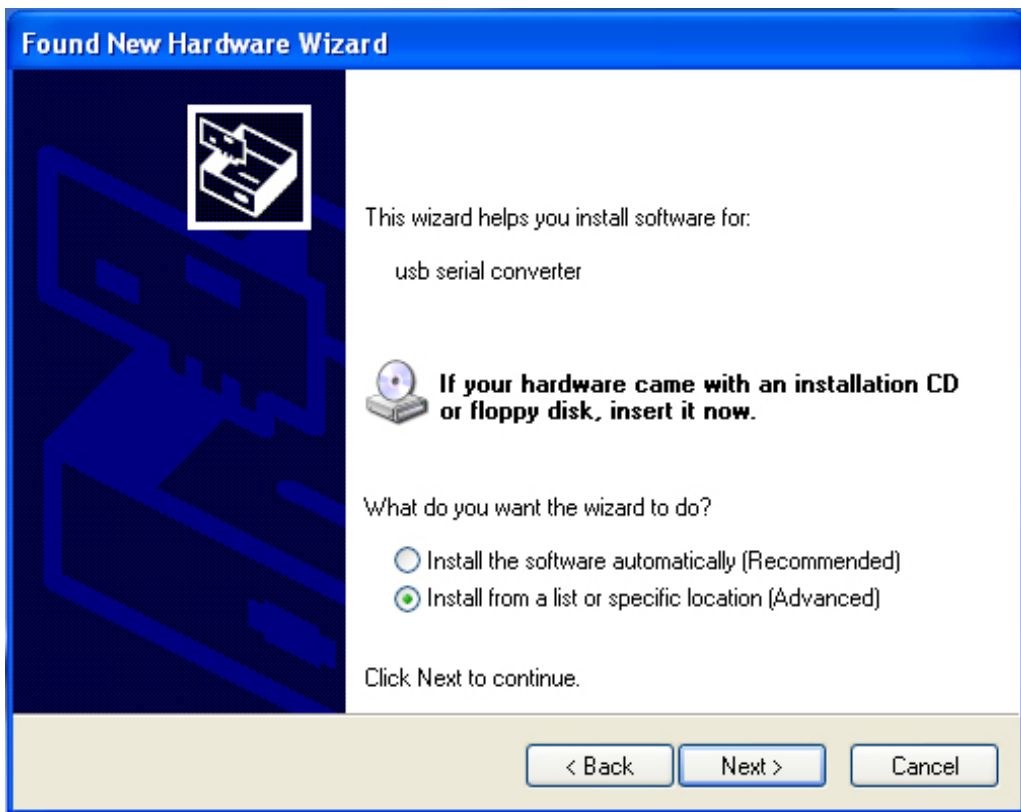 Found New Hardware Wizard
This wizard helps you install software for:
usb serial converter
If your hardware came with an installation CD
or floppy disk, insert it now.
What do you want the wizard to do?
Install the software automatically (Recommended)
Install from a list or specific location (Advanced)
Click Next to continue.
< Back
Next >
Cancel